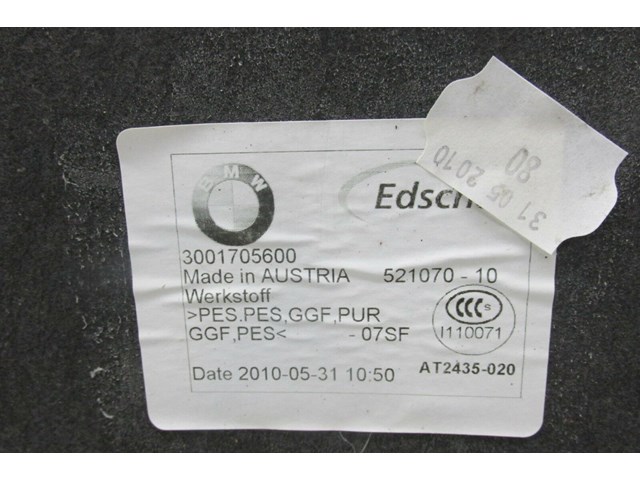 BMW
Edsch
3001705600
Made in AUSTRIA 521070 - 10
Werkstoff
>PES.PES,GGF,PUR
GGF,PES< - 07SF
CCC S
I110071
Date 2010-05-31 10:50 AT2435-020
31 05 2010
80